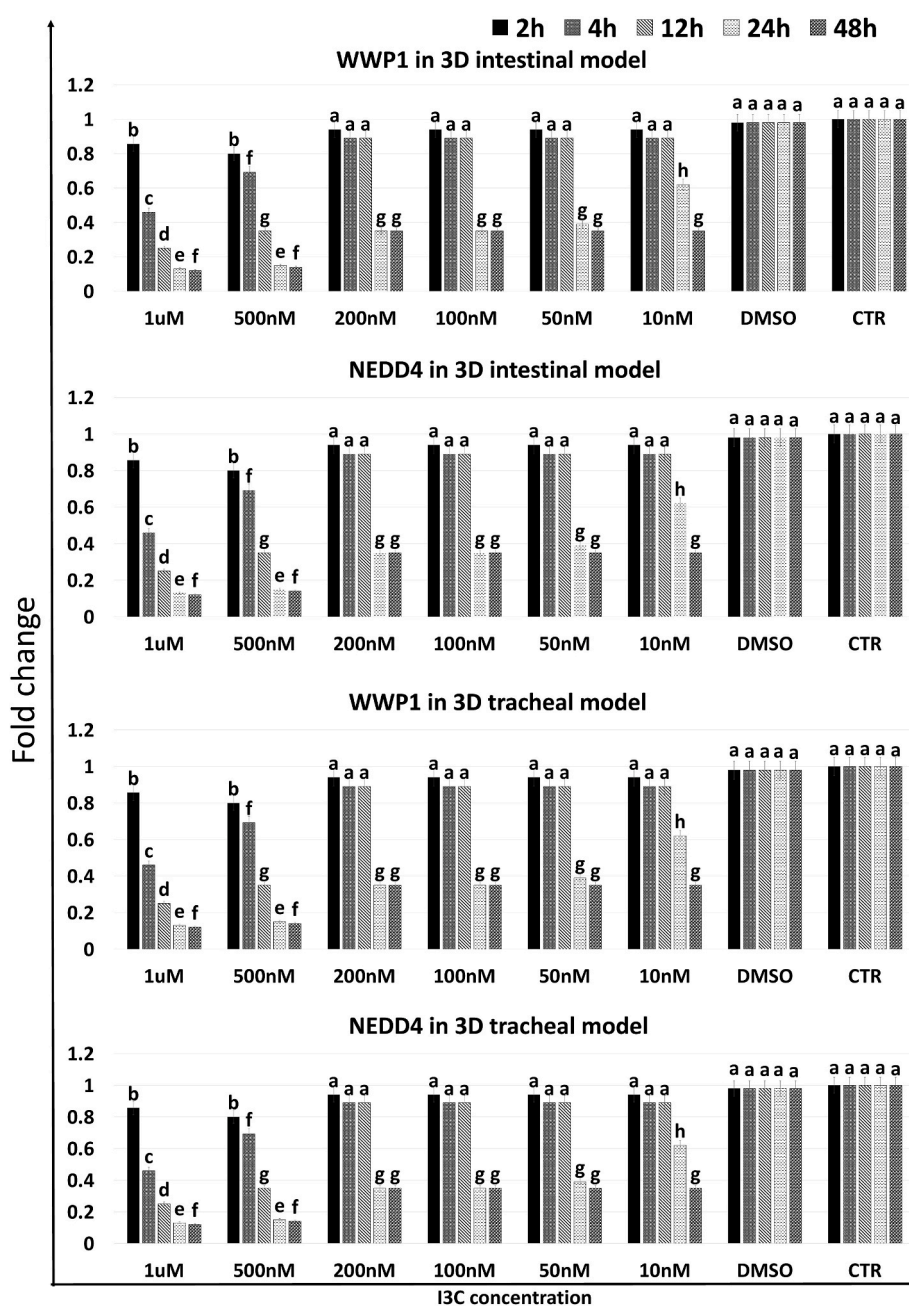 2h 4h 12h 24h 48h
WWP1 in 3D intestinal model
1.2
a a a a a a a a a a
1
a a a a a a a a a a a a
b b
0.8
f
h
0.6
c
0.4
g g g g g g g g g
d
0.2
e f e f
0
1uM 500nM 200nM 100nM 50nM 10nM DMSO CTR
NEDD4 in 3D intestinal model
1.2
a a a a a a a a a a
1
a a a a a a a a a a a a
b b
0.8
f
h
0.6
c
0.4
g g g g g g g g g
d
0.2
e f e f
0
1uM 500nM 200nM 100nM 50nM 10nM DMSO CTR
WWP1 in 3D tracheal model
1.2
a a a a a a a a a a
1
a a a a a a a a a a a a
b b
0.8
f
h
0.6
c
0.4
g g g g g g g g g
d
0.2
e f e f
0
1uM 500nM 200nM 100nM 50nM 10nM DMSO CTR
NEDD4 in 3D tracheal model
1.2
a a a a a a a a a a
1
a a a a a a a a a a a a
b b
0.8
f
h
0.6
c
0.4
g g g g g g g g g
d
0.2
e f e f
0
1uM 500nM 200nM 100nM 50nM 10nM DMSO CTR
Fold change
I3C concentration